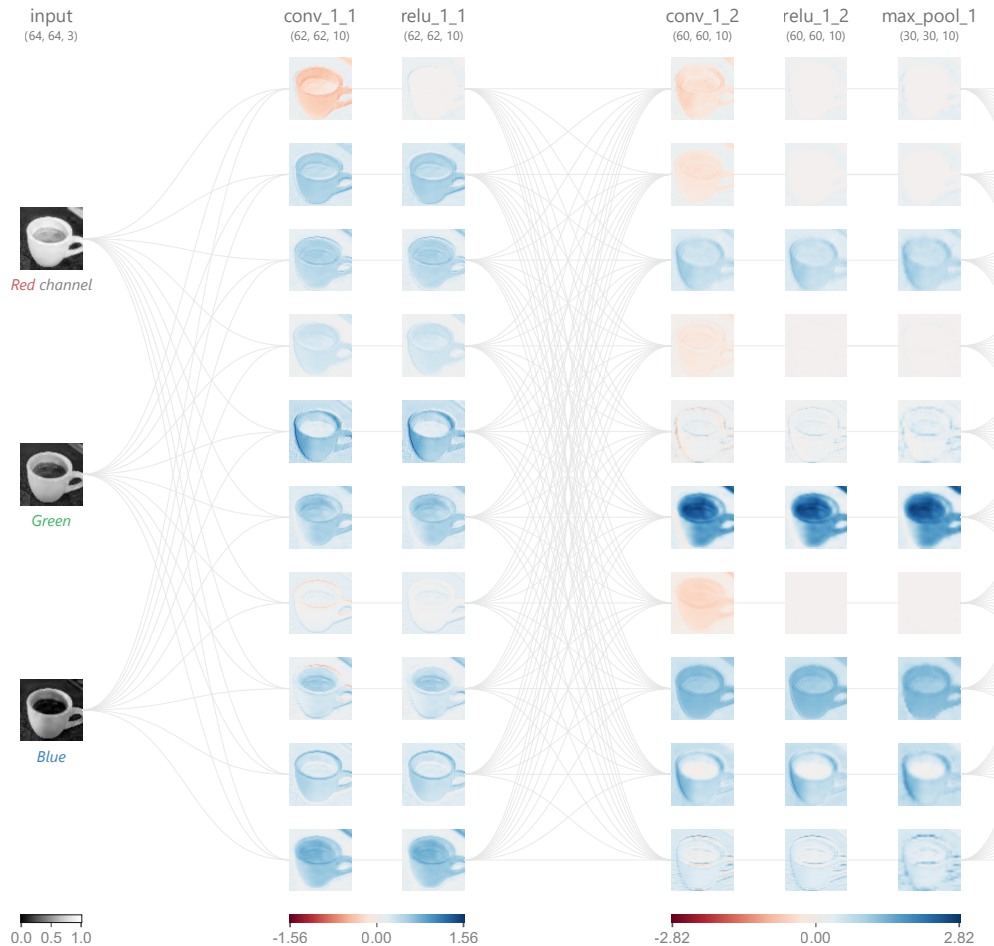 input
(64, 64, 3)
conv_1_1
(62, 62, 10)
relu_1_1
(62, 62, 10)
conv_1_2
(60, 60, 10)
relu_1_2
(60, 60, 10)
max_pool_1
(30, 30, 10)
Red channel
Green
Blue
0.0 0.5 1.0
-1.56 0.00 1.56
-2.82 0.00 2.82